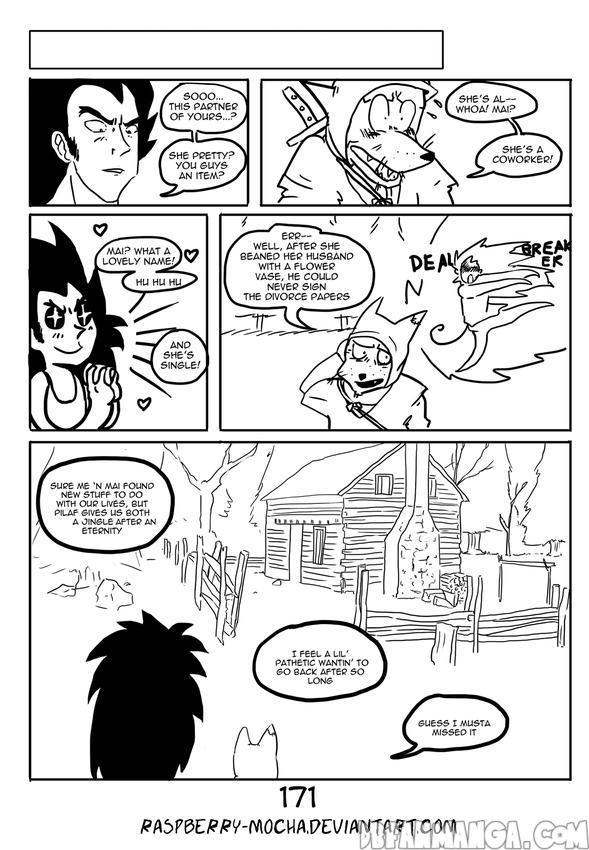 SOOO...
THIS PARTNER
OF YOURS...?
SHE PRETTY?
YOU GUYS
AN ITEM?
SHE'S AL--
WHOA! MAI?
SHE'S A
COWORKER!
MAI? WHAT A
LOVELY NAME!
HU HU HU
AND
SHE'S
SINGLE!
ERR--
WELL, AFTER SHE
BEANED HER HUSBAND
WITH A FLOWER
VASE, HE COULD
NEVER SIGN
THE DIVORCE PAPERS
DEAL
BREAK
ER
SURE ME 'N MAI FOUND
NEW STUFF TO DO
WITH OUR LIVES, BUT
PILAF GIVES US BOTH
A JINGLE AFTER AN
ETERNITY
I FEEL A LIL'
PATHETIC WANTIN' TO
GO BACK AFTER SO
LONG
GUESS I MUSTA
MISSED IT
171
RASPBERRY-MOCHA.DEVIANTART.COM
DBFANMANGA.COM